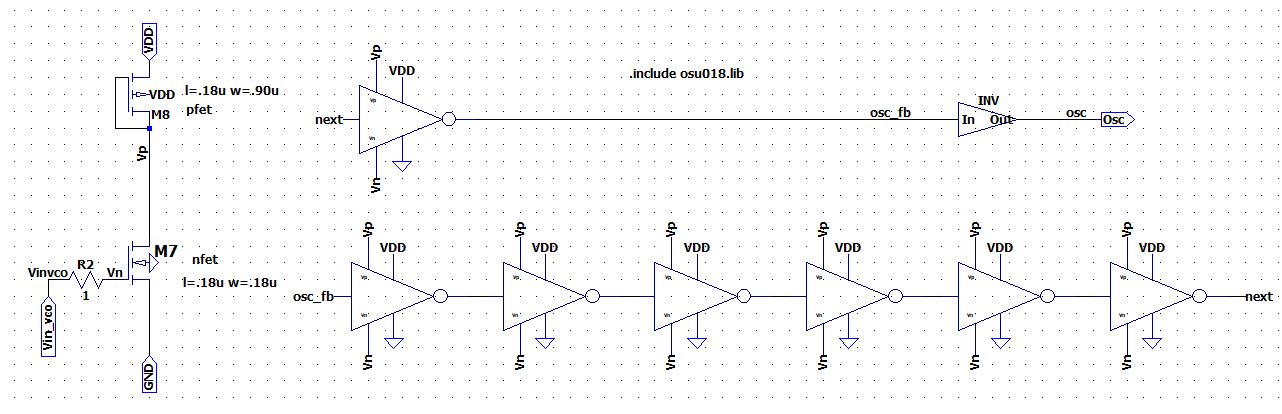 VDD
VDD
l=.18u w=.90u
M8
pfet
Vp
M7
nfet
l=.18u w=.18u
Vinvco
R2
Vn
1
Vin_vco
GND
.include osu018.lib
Vp
VDD
Vp
next
Vn
Vn
osc_fb
INV
In Out
osc
Osc
Vp
VDD
Vp
osc_fb
Vn
Vn
Vp
VDD
Vp
Vn
Vn
Vp
VDD
Vp
Vn
Vn
Vp
VDD
Vp
Vn
Vn
Vp
VDD
Vp
Vn
Vn
Vp
VDD
Vp
Vn
Vn
next